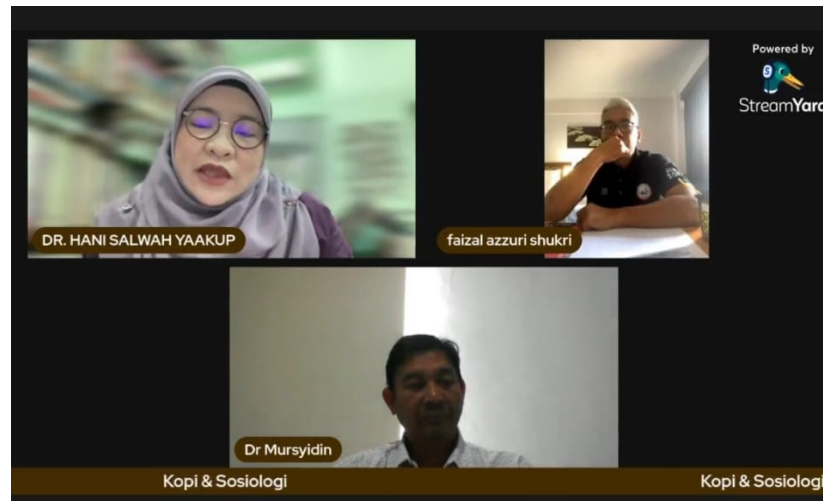 Powered by
StreamYard
DR. HANI SALWAH YAAKUP
faizal azzuri shukri
Dr Mursyidin
Kopi & Sosiologi
Kopi & Sosiologi